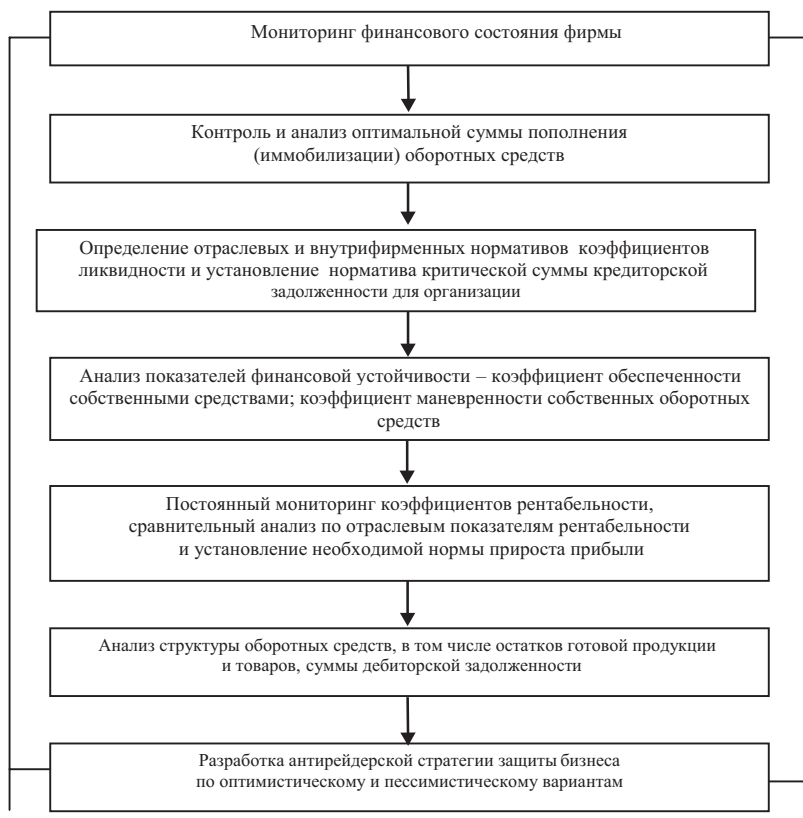 Мониторинг финансового состояния фирмы
Контроль и анализ оптимальной суммы пополнения
(иммобилизации) оборотных средств
Определение отраслевых и внутрифирменных нормативов коэффициентов
ликвидности и установление норматива критической суммы кредиторской
задолженности для организации
Анализ показателей финансовой устойчивости – коэффициент обеспеченности
собственными средствами; коэффициент маневренности собственных оборотных
средств
Постоянный мониторинг коэффициентов рентабельности,
сравнительный анализ по отраслевым показателям рентабельности
и установление необходимой нормы прироста прибыли
Анализ структуры оборотных средств, в том числе остатков готовой продукции
и товаров, суммы дебиторской задолженности
Разработка антирейдерской стратегии защиты бизнеса
по оптимистическому и пессимистическому вариантам